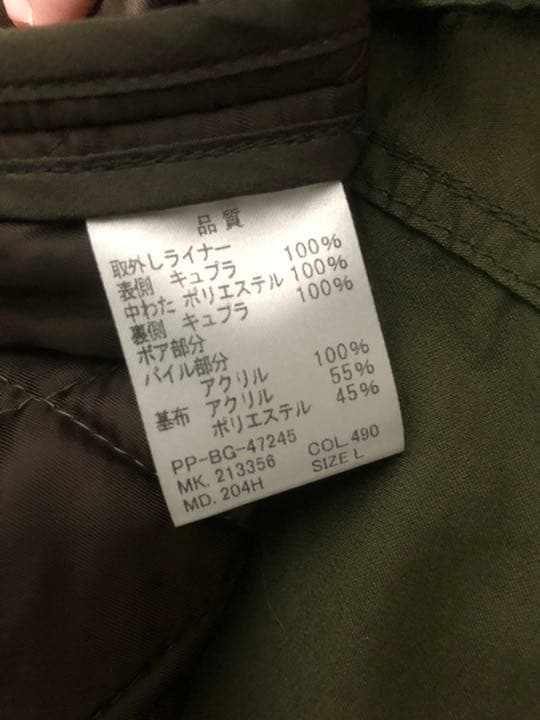 品質
取外しライナー
表側 キュプラ 100%
中わた ポリエステル 100%
裏側 キュプラ 100%
ボア部分
パイル部分
アクリル 100%
基布 アクリル 55%
ポリエステル 45%
PP-BG-47245 COL.490
MK. 213356 SIZE L
MD. 204H